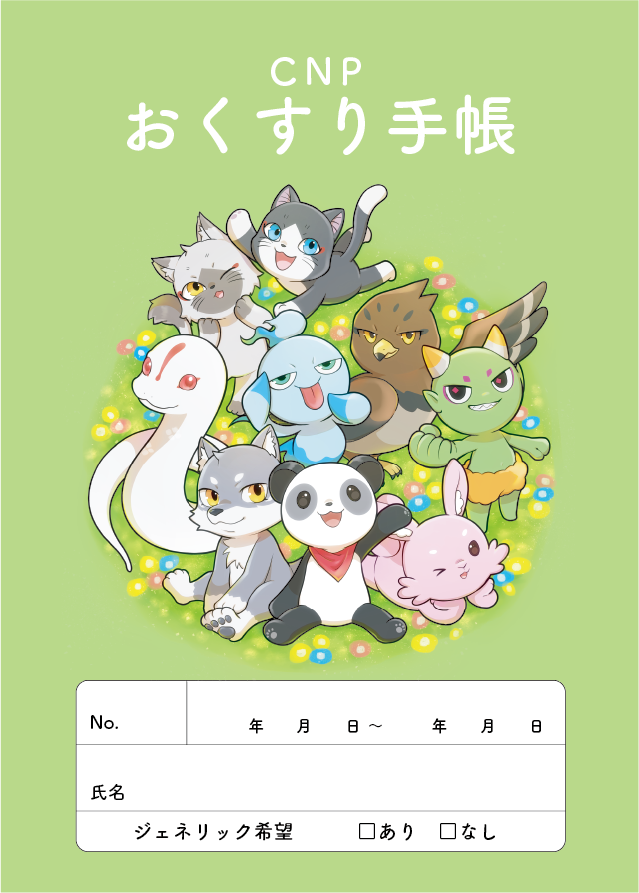 CNP
おくすり手帳
No. 年 月 日～ 年 月 日
氏名
ジェネリック希望 □あり □なし